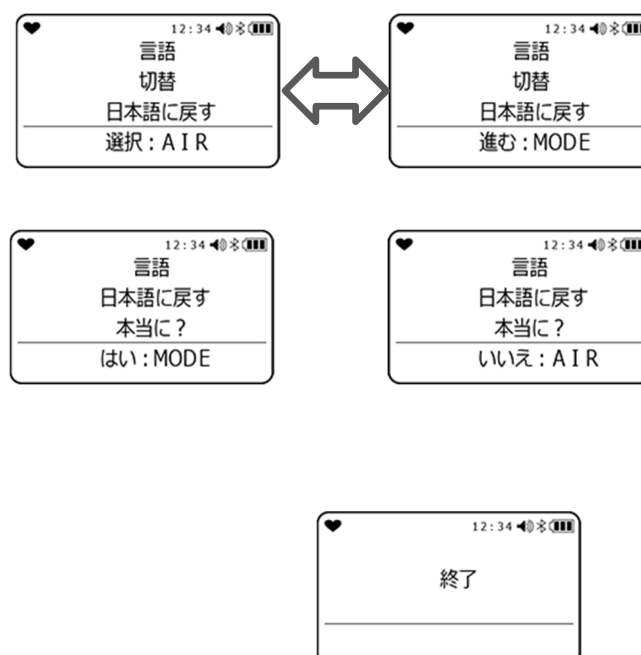 12:34
言語
切替
日本語に戻す
選択：AIR
12:34
言語
切替
日本語に戻す
進む：MODE
12:34
言語
日本語に戻す
本当に？
はい：MODE
12:34
言語
日本語に戻す
本当に？
いいえ：AIR
12:34
終了